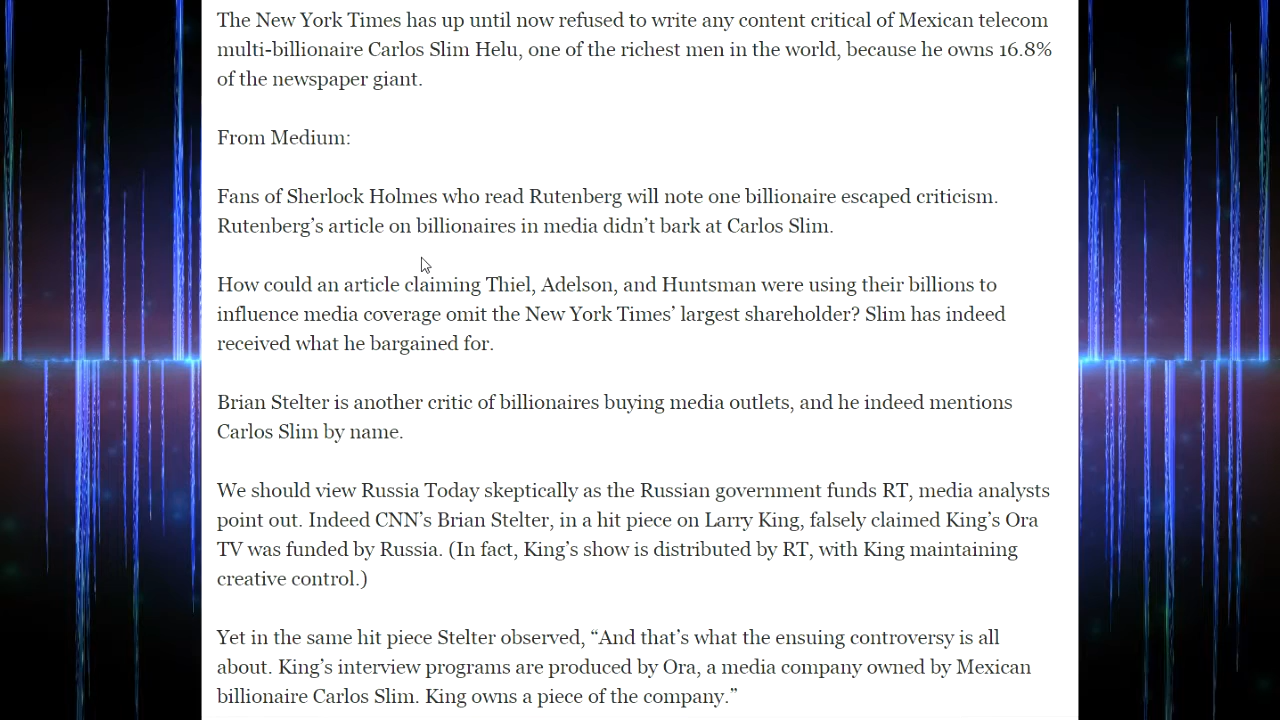 The New York Times has up until now refused to write any content critical of Mexican telecom
multi-billionaire Carlos Slim Helu, one of the richest men in the world, because he owns 16.8%
of the newspaper giant.
From Medium:
Fans of Sherlock Holmes who read Rutenberg will note one billionaire escaped criticism.
Rutenberg’s article on billionaires in media didn’t bark at Carlos Slim.
How could an article claiming Thiel, Adelson, and Huntsman were using their billions to
influence media coverage omit the New York Times’ largest shareholder? Slim has indeed
received what he bargained for.
Brian Stelter is another critic of billionaires buying media outlets, and he indeed mentions
Carlos Slim by name.
We should view Russia Today skeptically as the Russian government funds RT, media analysts
point out. Indeed CNN’s Brian Stelter, in a hit piece on Larry King, falsely claimed King’s Ora
TV was funded by Russia. (In fact, King’s show is distributed by RT, with King maintaining
creative control.)
Yet in the same hit piece Stelter observed, “And that’s what the ensuing controversy is all
about. King’s interview programs are produced by Ora, a media company owned by Mexican
billionaire Carlos Slim. King owns a piece of the company.”